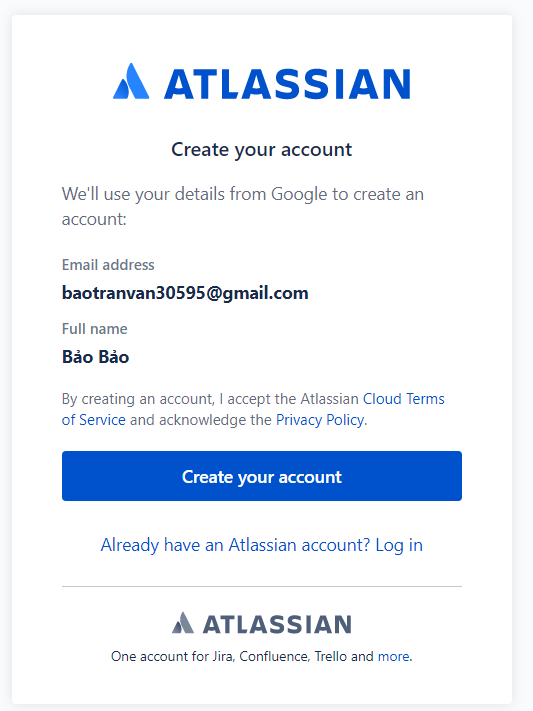 ATLASSIAN
Create your account
We'll use your details from Google to create an
account:
Email address
baotranvan30595@gmail.com
Full name
Bảo Bảo
By creating an account, I accept the Atlassian Cloud Terms
of Service and acknowledge the Privacy Policy.
Create your account
Already have an Atlassian account? Log in
ATLASSIAN
One account for Jira, Confluence, Trello and more.